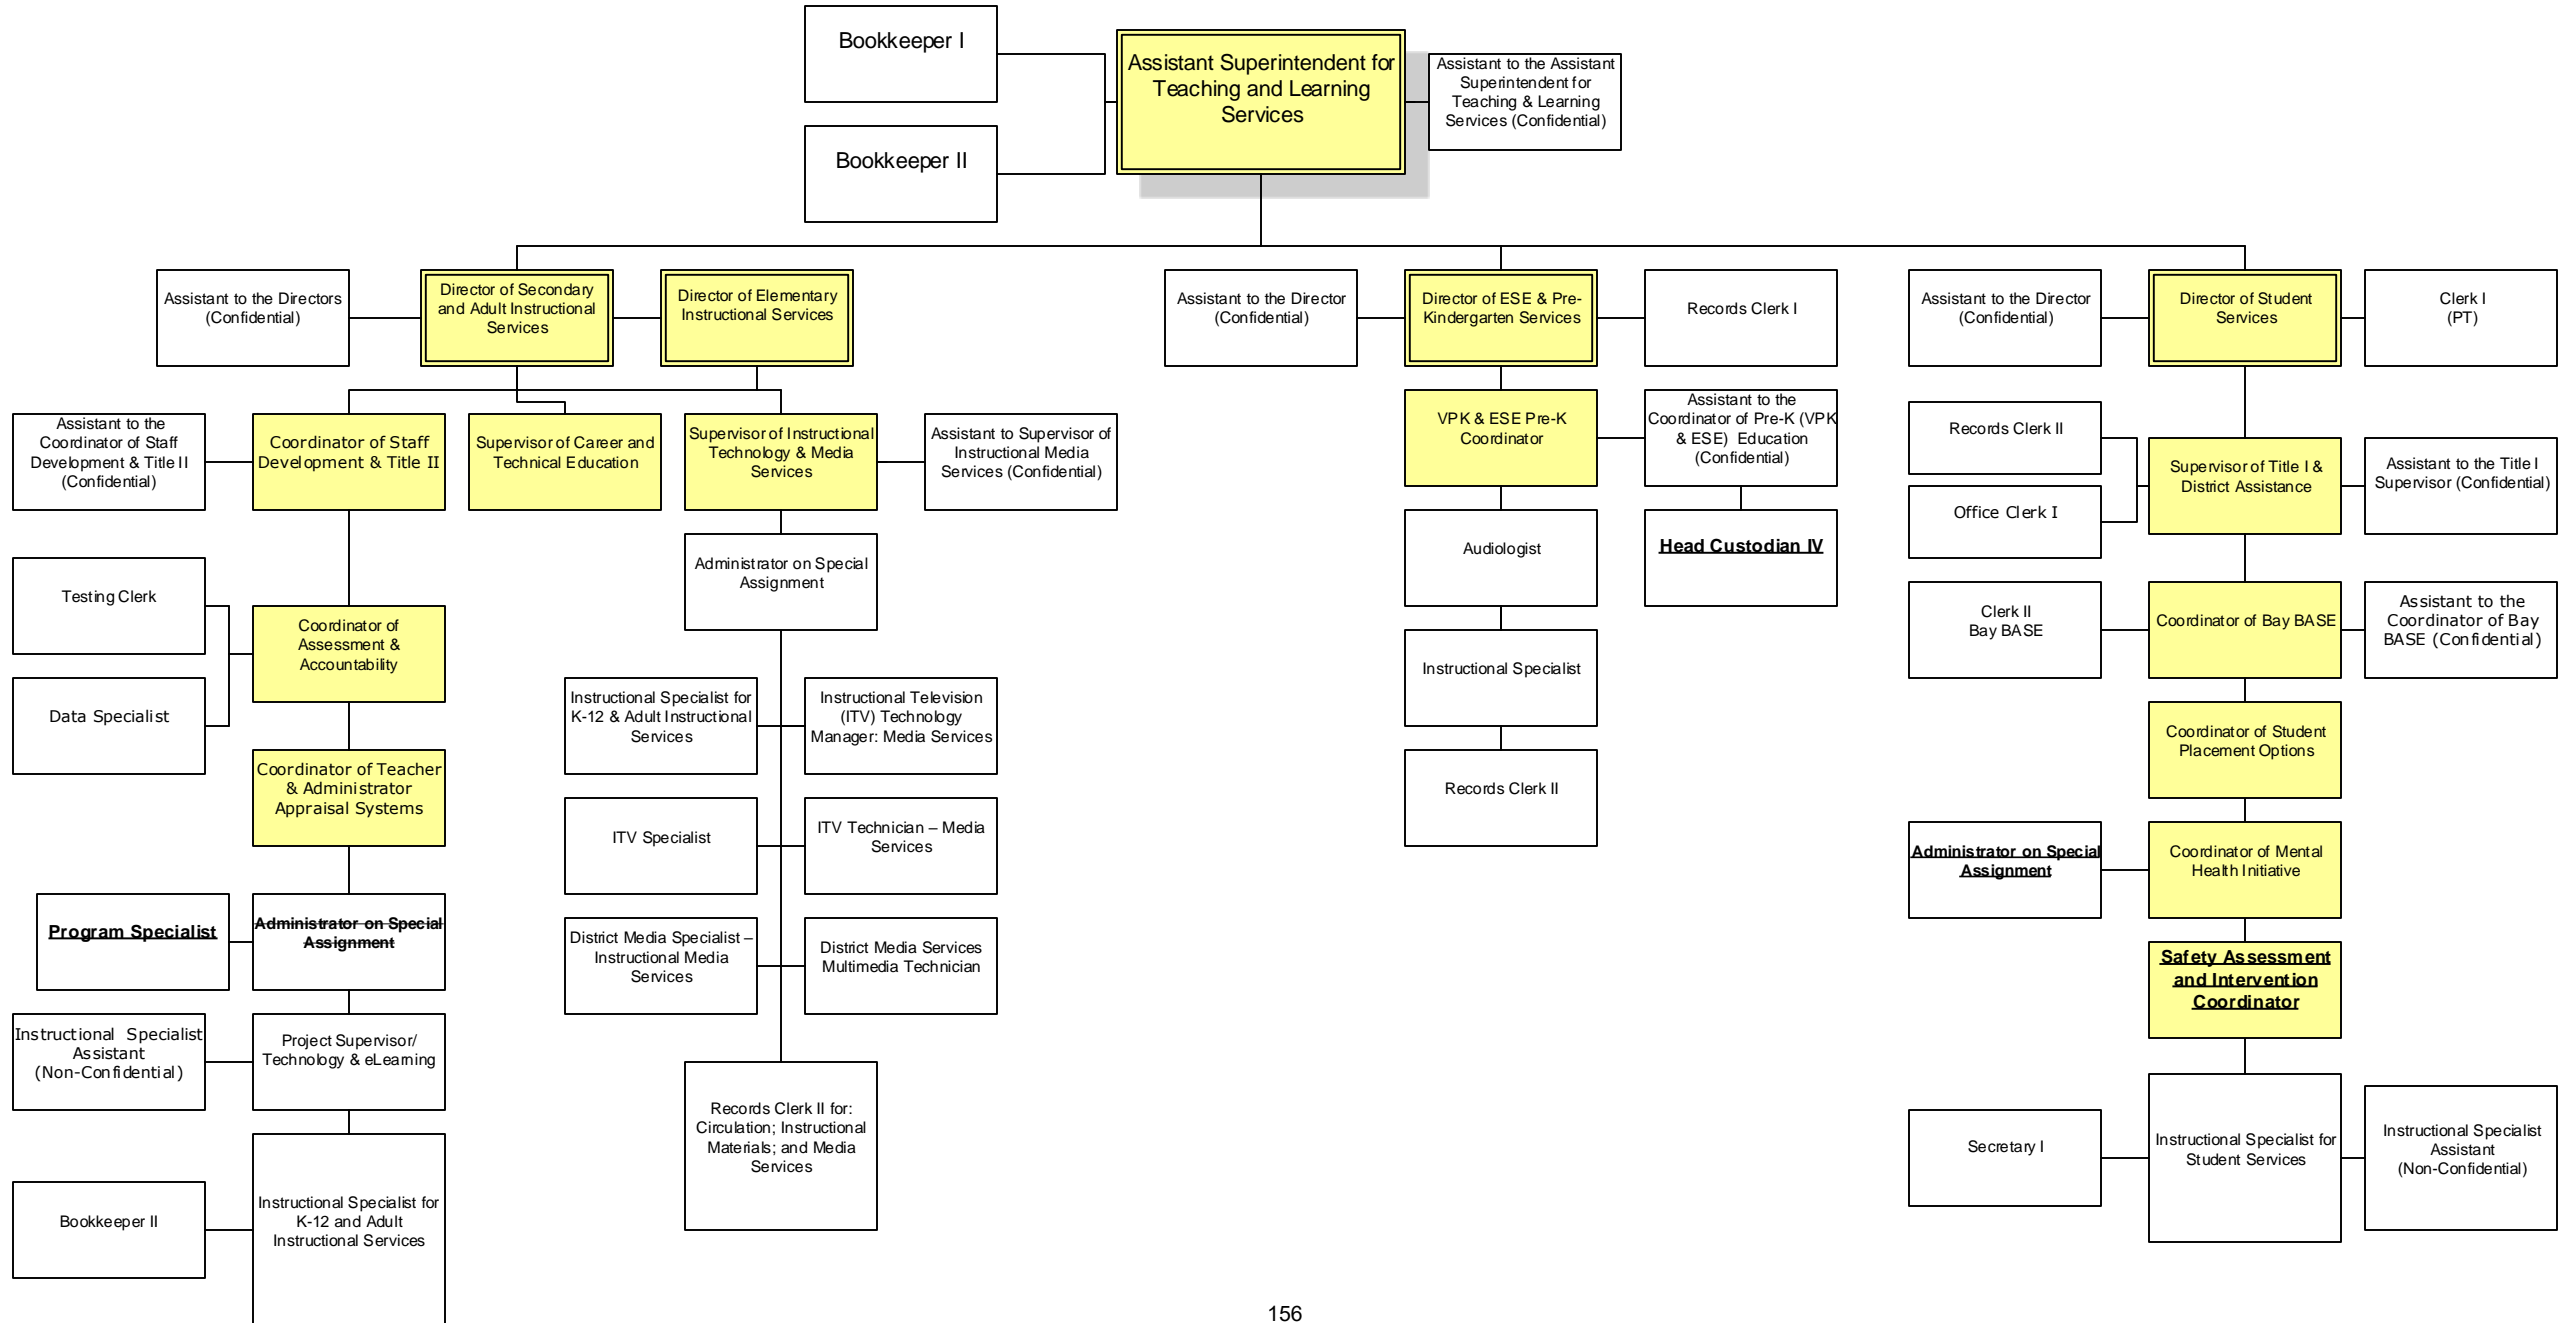 Bookkeeper I
Bookkeeper II
Assistant Superintendent for
Teaching and Learning
Services
Assistant to the Assistant
Superintendent for
Teaching & Learning
Services (Confidential)
Assistant to the Directors
(Confidential)
Director of Secondary
and Adult Instructional
Services
Director of Elementary
Instructional Services
Assistant to the Director
(Confidential)
Director of ESE & Pre-
Kindergarten Services
Records Clerk I
Assistant to the Director
(Confidential)
Director of Student
Services
Clerk I
(PT)
Assistant to the
Coordinator of Staff
Development & Title II
(Confidential)
Coordinator of Staff
Development & Title II
Supervisor of Career and
Technical Education
Supervisor of Instructional
Technology & Media
Services
Assistant to Supervisor of
Instructional Media
Services (Confidential)
VPK & ESE Pre-K
Coordinator
Assistant to the
Coordinator of Pre-K (VPK
& ESE) Education
(Confidential)
Records Clerk II
Office Clerk I
Supervisor of Title I &
District Assistance
Assistant to the Title I
Supervisor (Confidential)
Testing Clerk
Data Specialist
Coordinator of
Assessment &
Accountability
Administrator on Special
Assignment
Audiologist
Head Custodian IV
Clerk II
Bay BASE
Coordinator of Bay BASE
Assistant to the
Coordinator of Bay
BASE (Confidential)
Coordinator of Teacher
& Administrator
Appraisal Systems
Instructional Specialist for
K-12 & Adult Instructional
Services
Instructional Television
(ITV) Technology
Manager: Media Services
Instructional Specialist
Coordinator of Student
Placement Options
ITV Specialist
ITV Technician – Media
Services
Records Clerk II
Administrator on Special
Assignment
Coordinator of Mental
Health Initiative
Program Specialist
Administrator on Special
Assignment
District Media Specialist –
Instructional Media
Services
District Media Services
Multimedia Technician
Safety Assessment
and Intervention
Coordinator
Instructional Specialist
Assistant
(Non-Confidential)
Project Supervisor/
Technology & eLearning
Records Clerk II for:
Circulation; Instructional
Materials; and Media
Services
Secretary I
Instructional Specialist for
Student Services
Instructional Specialist
Assistant
(Non-Confidential)
Bookkeeper II
Instructional Specialist for
K-12 and Adult
Instructional Services
156